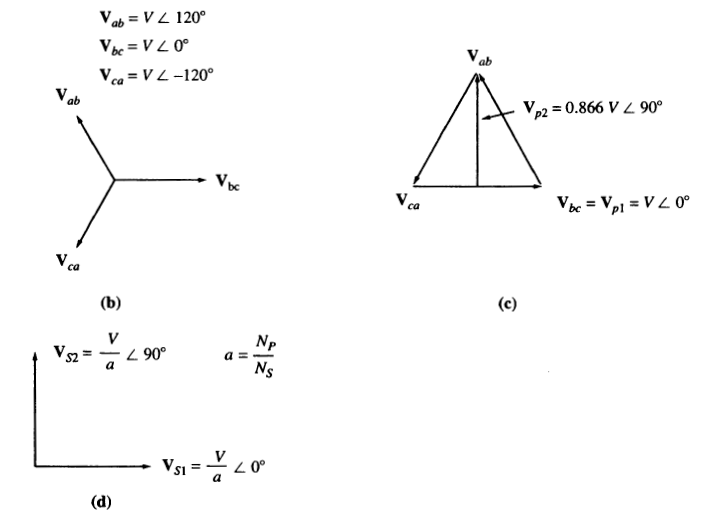 V_ab = V ∠ 120°
V_bc = V ∠ 0°
V_ca = V ∠ –120°
V_ab
V_bc
V_ca
(b)
V_ab
V_p2 = 0.866 V ∠ 90°
V_ca
V_bc = V_p1 = V ∠ 0°
(c)
V_S2 = V/a ∠ 90°
a = N_P/N_S
V_S1 = V/a ∠ 0°
(d)